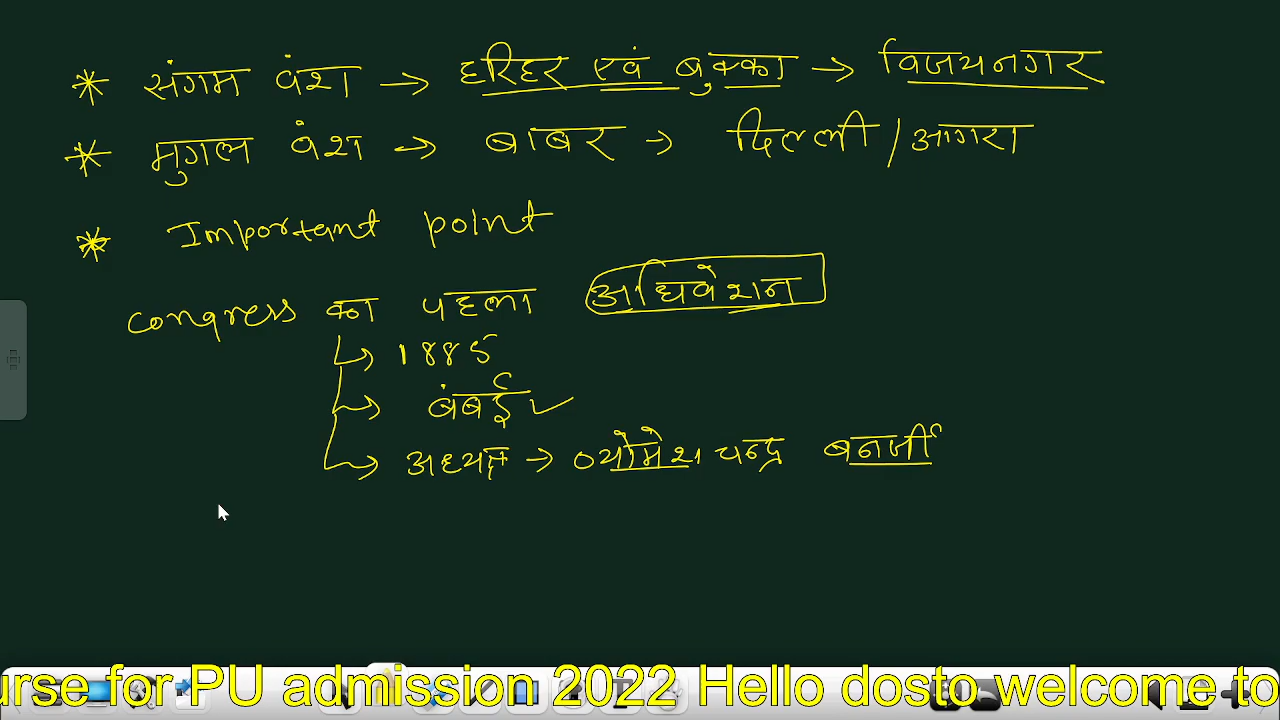 * संगम वंश → हरिहर एवं बुक्का → विजयनगर
* मुगल वंश → बाबर → दिल्ली / आगरा
* Important point
Congress का पहला अधिवेशन
→ 1885
→ बंबई ✓
→ अध्यक्ष → व्योमेश चन्द्र बनर्जी
urse for PU admission 2022 Hello dosto welcome to